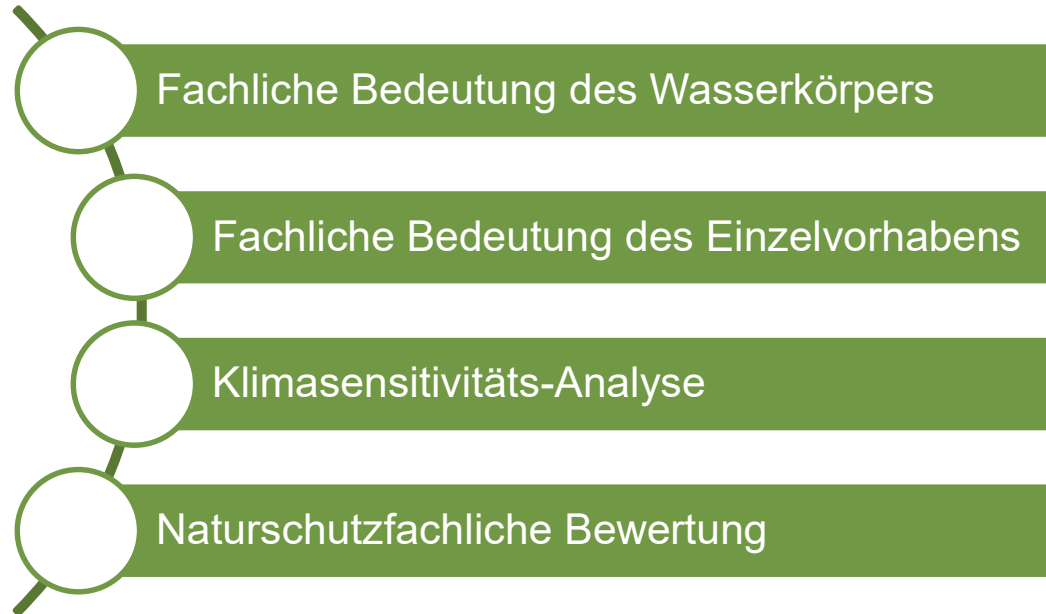 Fachliche Bedeutung des Wasserkörpers
Fachliche Bedeutung des Einzelvorhabens
Klimasensitivitäts-Analyse
Naturschutzfachliche Bewertung